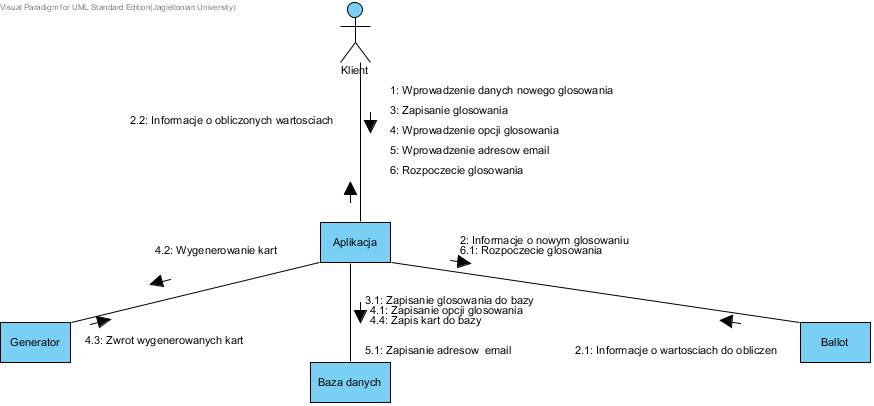 Visual Paradigm for UML Standard Edition(Jagiellonian University)
Klient
1: Wprowadzenie danych nowego glosowania
3: Zapisanie glosowania
2.2: Informacje o obliczonych wartosciach
4: Wprowadzenie opcji glosowania
5: Wprowadzenie adresow email
6: Rozpoczecie glosowania
Aplikacja
2: Informacje o nowym glosowaniu
4.2: Wygenerowanie kart
6.1: Rozpoczecie glosowania
3.1: Zapisanie glosowania do bazy
4.1: Zapisanie opcji glosowania
4.4: Zapis kart do bazy
Generator
4.3: Zwrot wygenerowanych kart
Ballot
5.1: Zapisanie adresow email
2.1: Informacje o wartosciach do obliczen
Baza danych